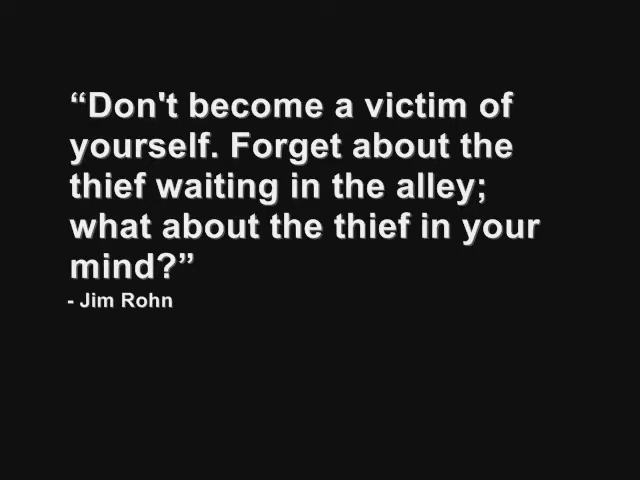 “Don't become a victim of
yourself. Forget about the
thief waiting in the alley;
what about the thief in your
mind?”
- Jim Rohn